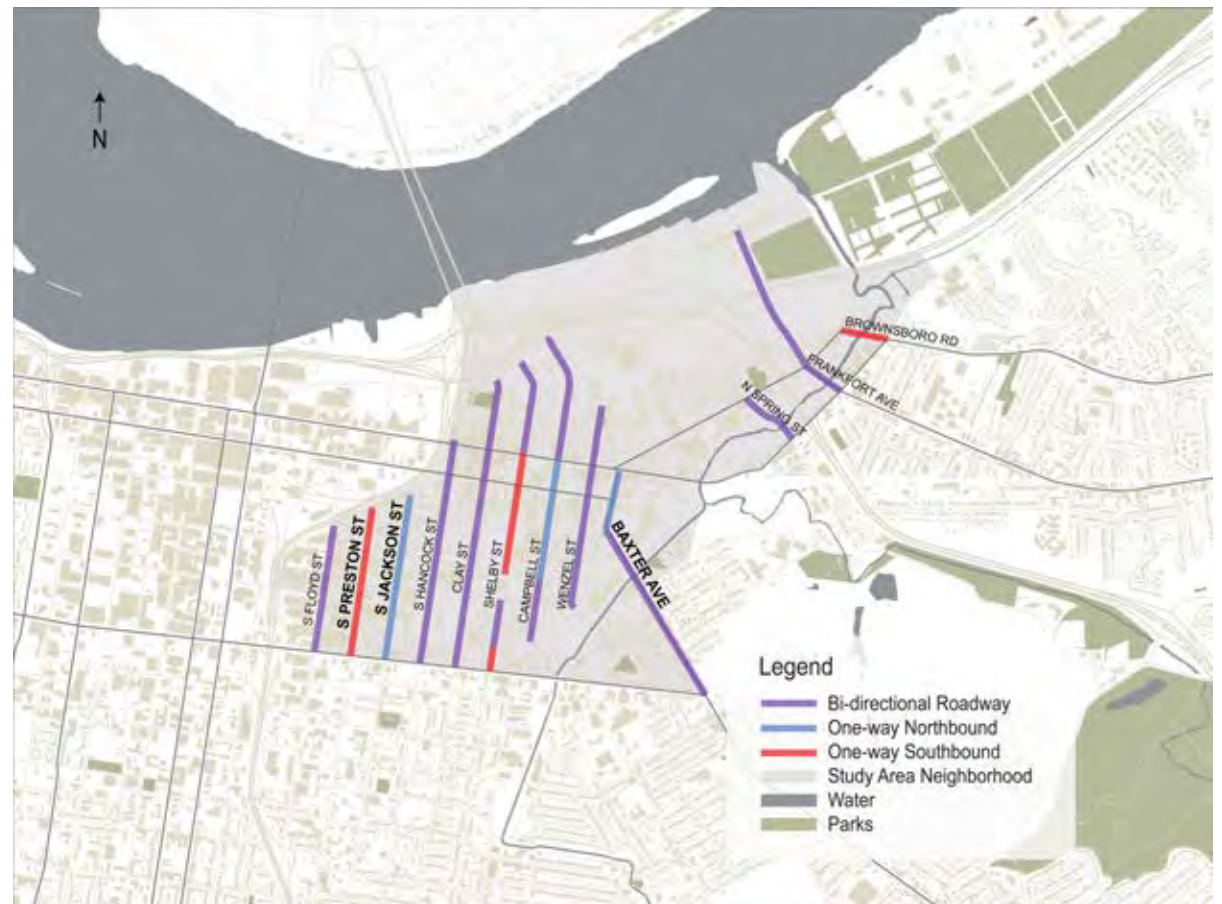 N
BROWNSBORO RD
FRANKFORT AVE
N SPRING ST
S FLOYD ST
S PRESTON ST
S JACKSON ST
S HANCOCK ST
CLAY ST
SHELBY ST
CAMPBELL ST
WENZEL ST
BAXTER AVE
Legend
Bi-directional Roadway
One-way Northbound
One-way Southbound
Study Area Neighborhood
Water
Parks